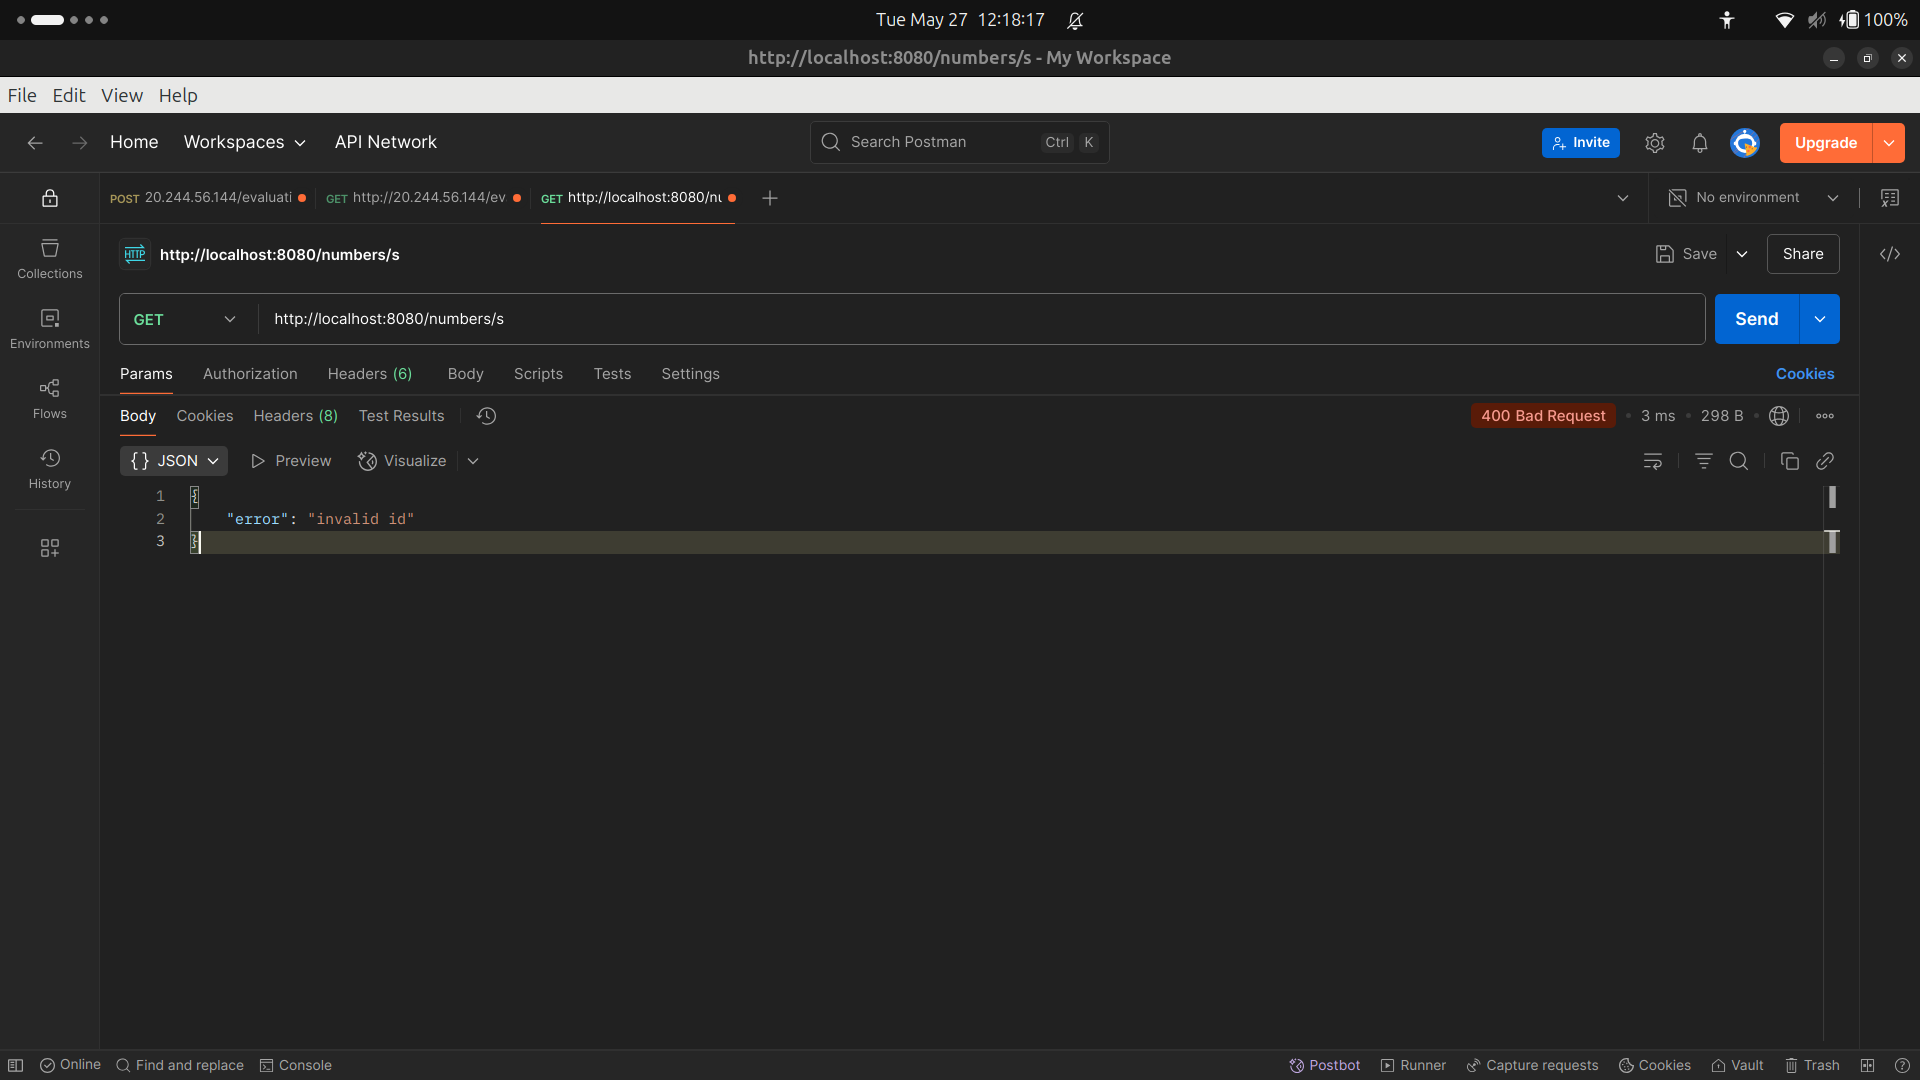 Tue May 27 12:18:17
100%
http://localhost:8080/numbers/s - My Workspace
File Edit View Help
Home Workspaces API Network
Search Postman Ctrl K
Invite
Upgrade
POST 20.244.56.144/evaluati
GET http://20.244.56.144/ev
GET http://localhost:8080/nu
No environment
HTTP http://localhost:8080/numbers/s
Save
Share
Collections
Environments
Flows
History
GET http://localhost:8080/numbers/s
Send
Params Authorization Headers (6) Body Scripts Tests Settings
Cookies
Body Cookies Headers (8) Test Results
400 Bad Request • 3 ms • 298 B •
{} JSON Preview Visualize
1 {
2 "error": "invalid id"
3 }
Online Find and replace Console
Postbot Runner Capture requests Cookies Vault Trash